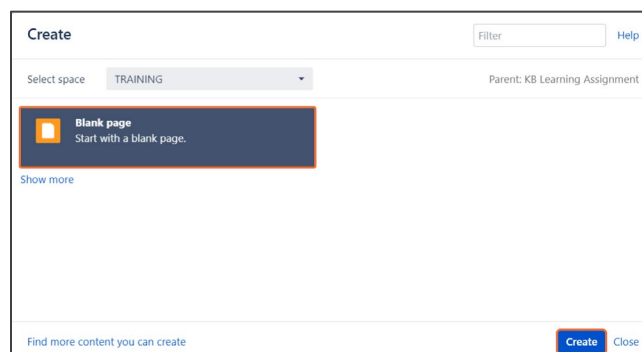 Create
Filter
Help
Select space
TRAINING
Parent: KB Learning Assignment
Blank page
Start with a blank page.
Show more
Find more content you can create
Create
Close